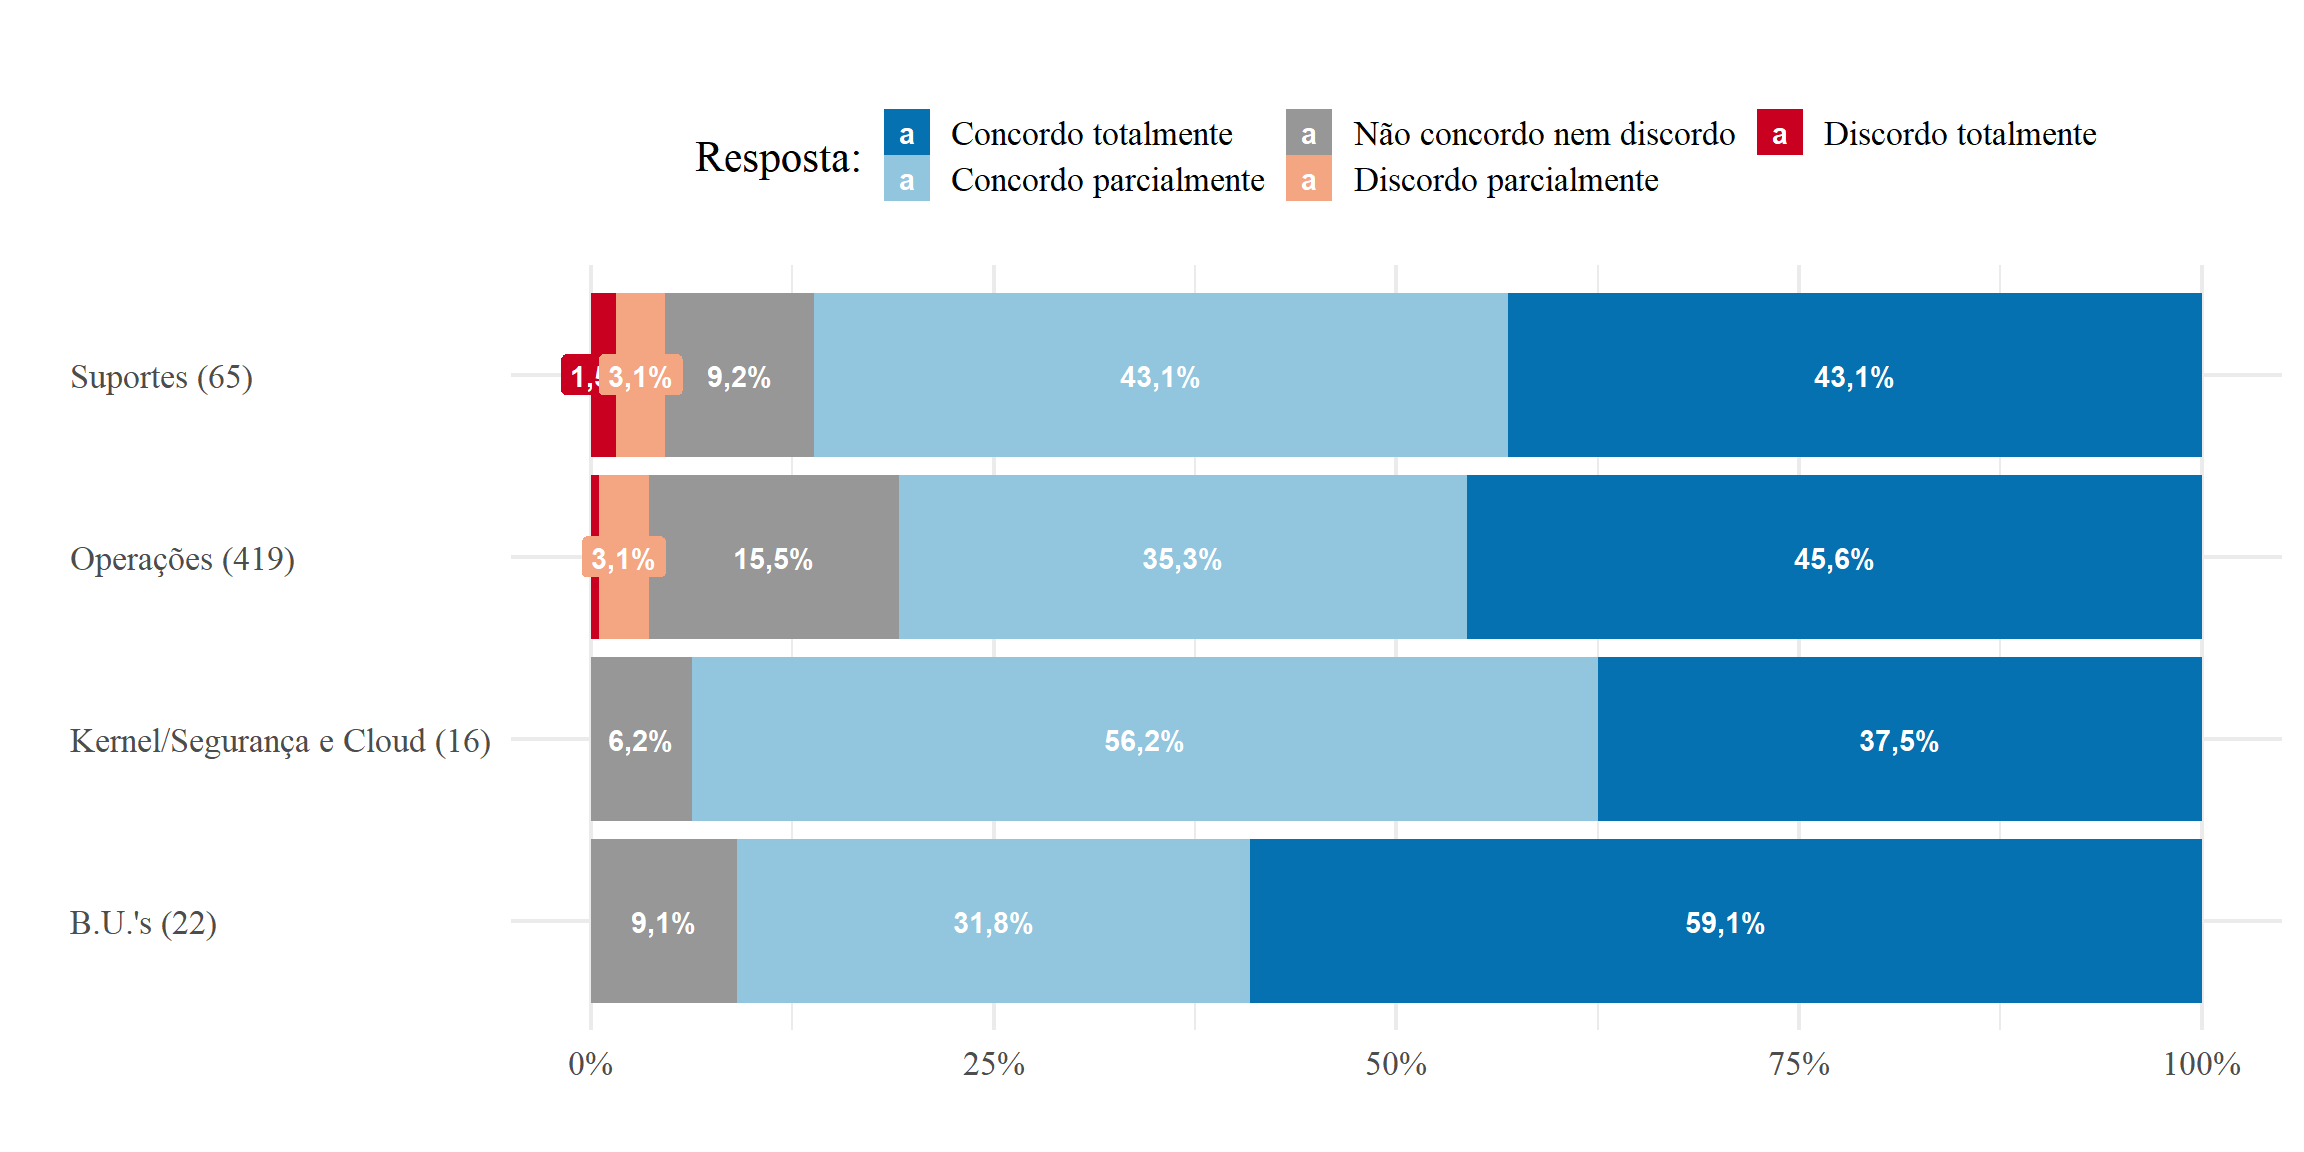 Resposta:
a Concordo totalmente a Não concordo nem discordo a Discordo totalmente
a Concordo parcialmente a Discordo parcialmente
Suportes (65) 3,1% 9,2% 43,1% 43,1%
Operações (419) 3,1% 15,5% 35,3% 45,6%
Kernel/Segurança e Cloud (16) 6,2% 56,2% 37,5%
B.U.'s (22) 9,1% 31,8% 59,1%
0% 25% 50% 75% 100%